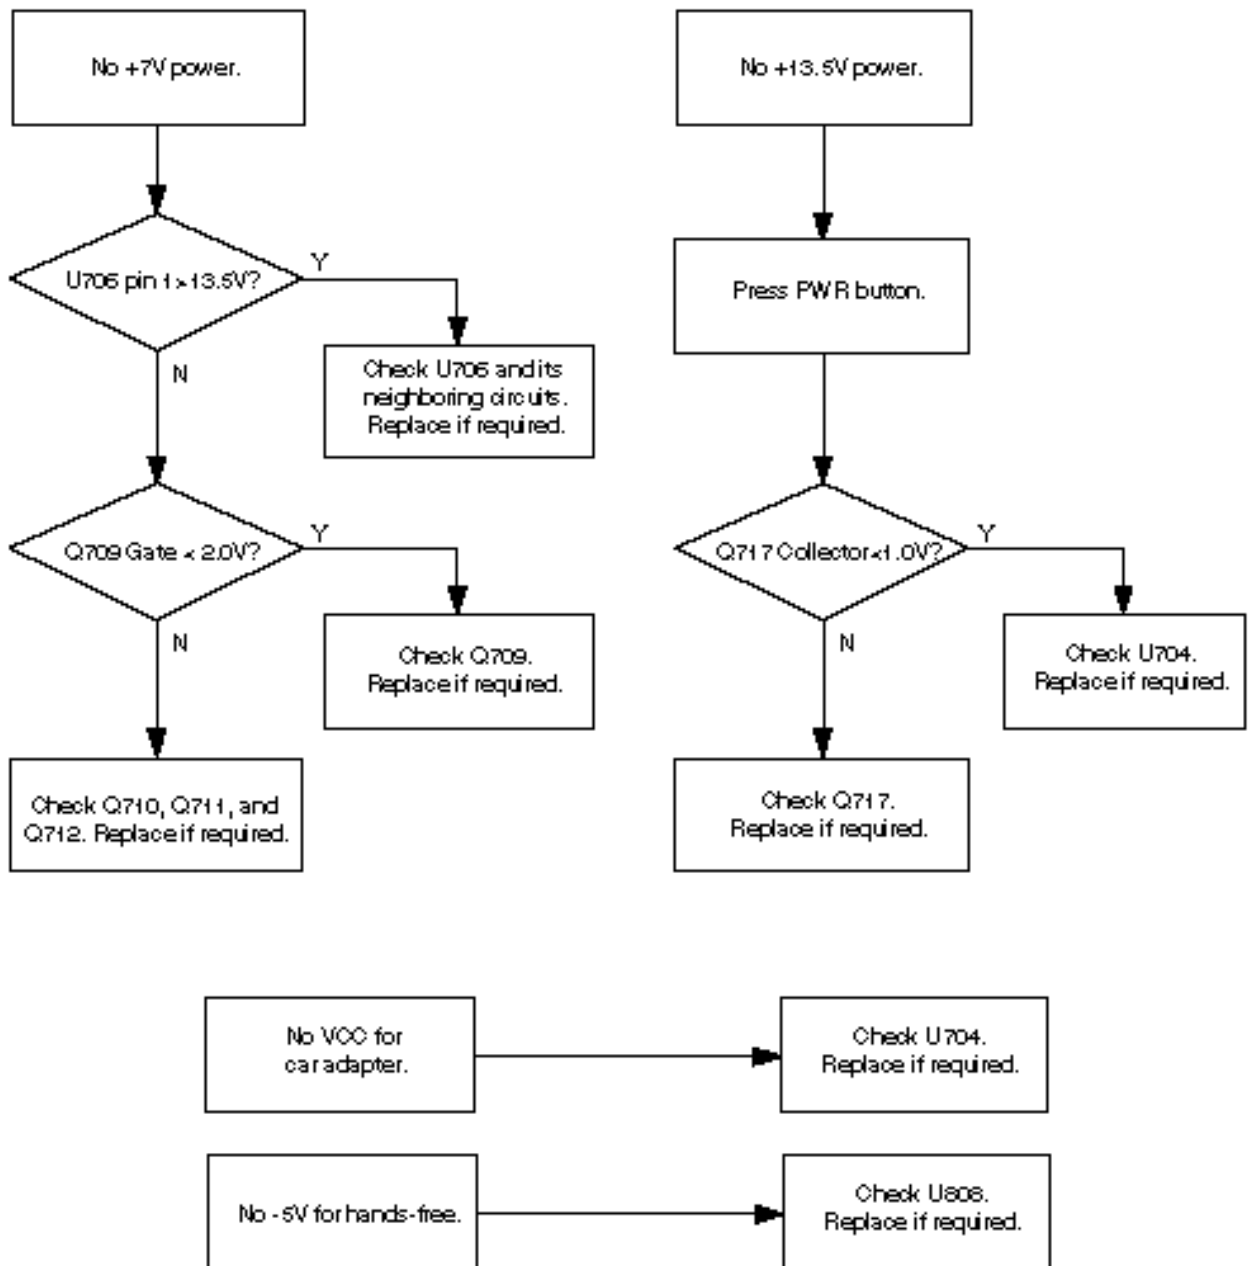 No +7V power.
U705 pin 1 > 13.5V?
Y
Check U705 and its
neighboring circuits.
Replace if required.
N
Q709 Gate < 2.0V?
Y
Check Q709.
Replace if required.
N
Check Q710, Q711, and
Q712. Replace if required.
No +13.5V power.
Press PWR button.
Q717 Collector<1.0V?
Y
Check U704.
Replace if required.
N
Check Q717.
Replace if required.
No VCC for
car adapter.
Check U704.
Replace if required.
No -5V for hands-free.
Check U808.
Replace if required.